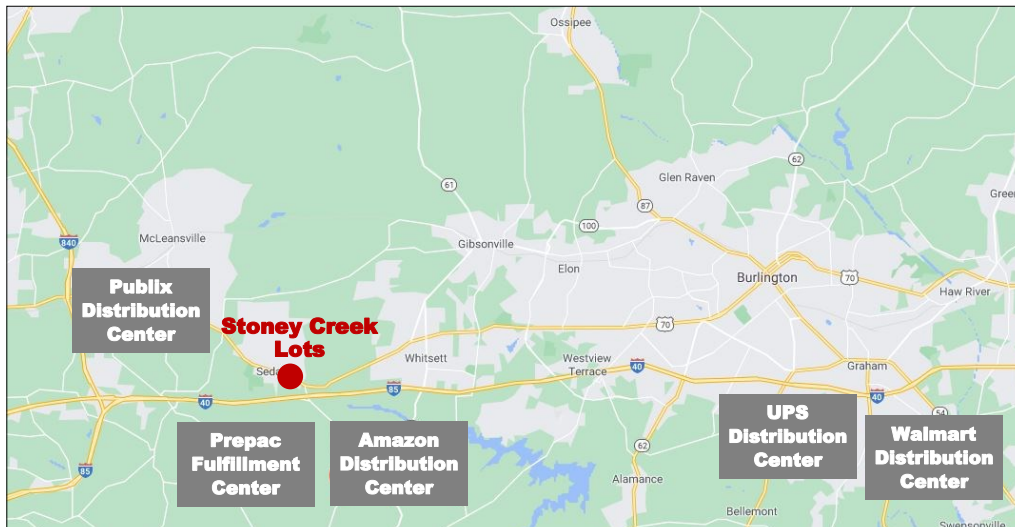 Ossipee
62
61
Glen Raven
87
100
Green
McLeansville
840
Gibsonville
Elon
Burlington
70
Haw River
Publix
Distribution
Center
Stoney Creek
Lots
70
Whitsett
Westview
Terrace
40
Graham
Seda
85
40
40
54
Prepac
Fulfillment
Center
Amazon
Distribution
Center
UPS
Distribution
Center
Walmart
Distribution
Center
62
85
Alamance
Bellemont
Swepsonville